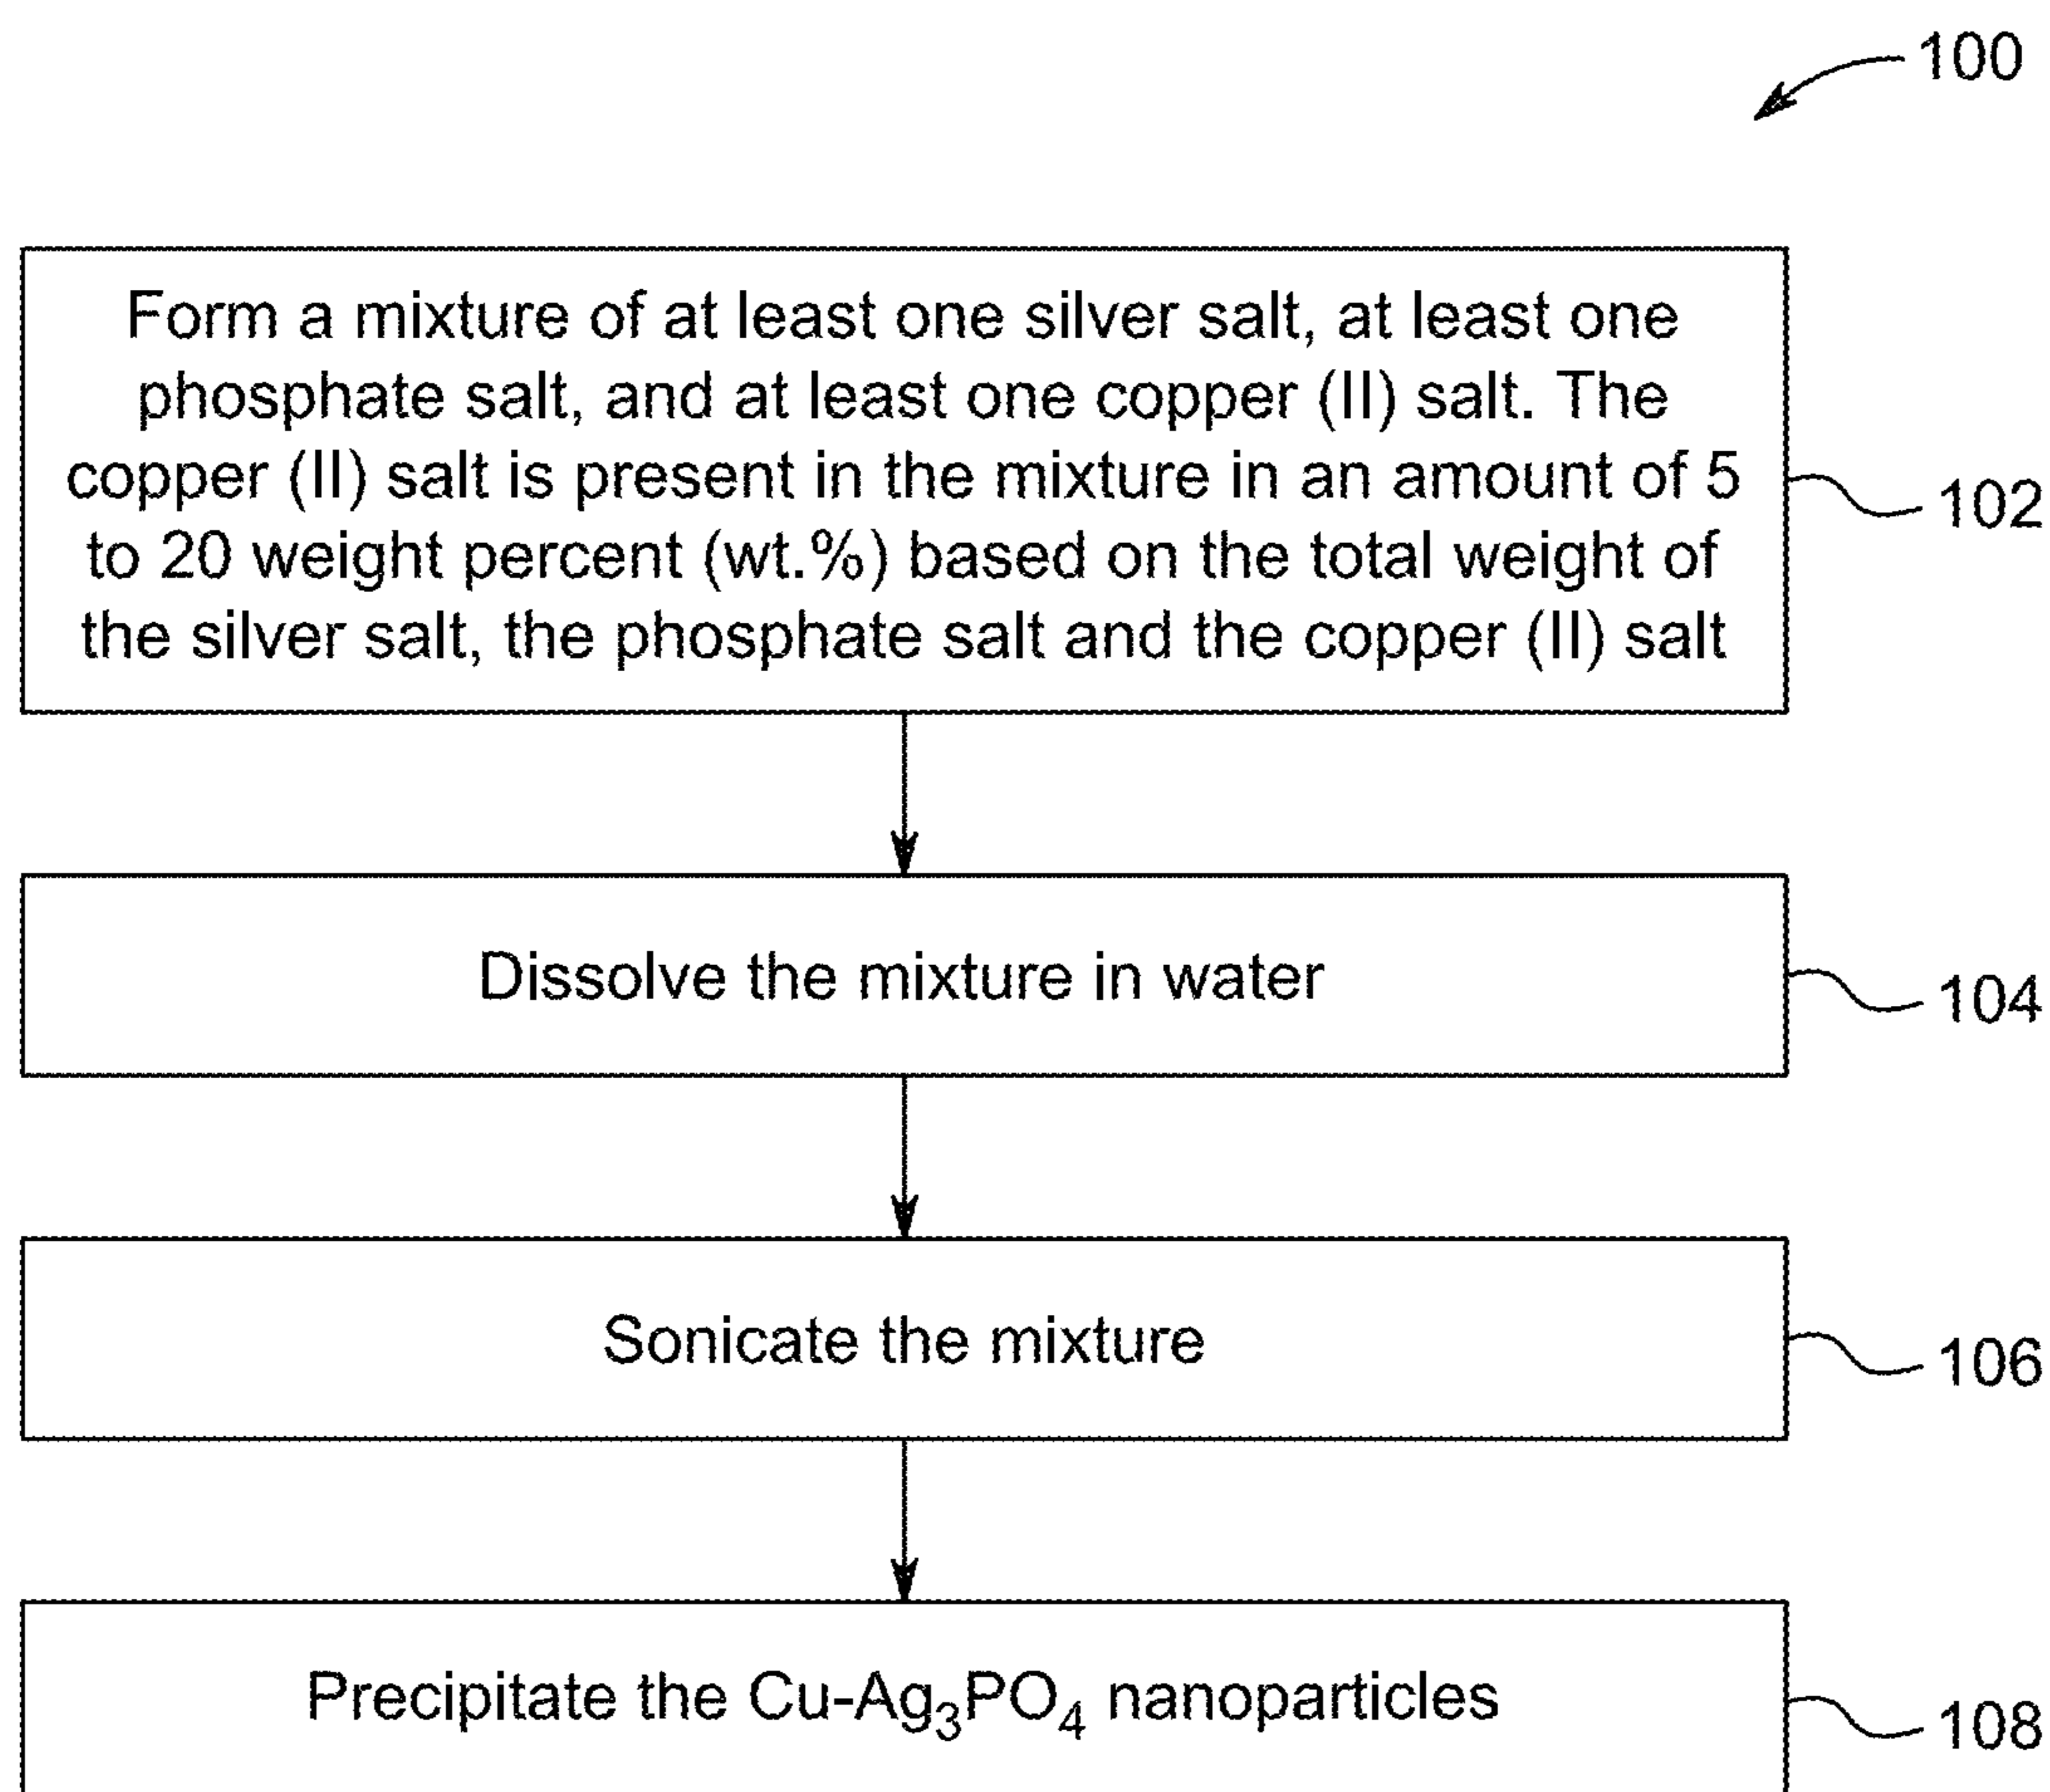 100
Form a mixture of at least one silver salt, at least one
phosphate salt, and at least one copper (II) salt. The
copper (II) salt is present in the mixture in an amount of 5
to 20 weight percent (wt.%) based on the total weight of
the silver salt, the phosphate salt and the copper (II) salt
102
Dissolve the mixture in water
104
Sonicate the mixture
106
Precipitate the Cu-Ag₃PO₄ nanoparticles
108